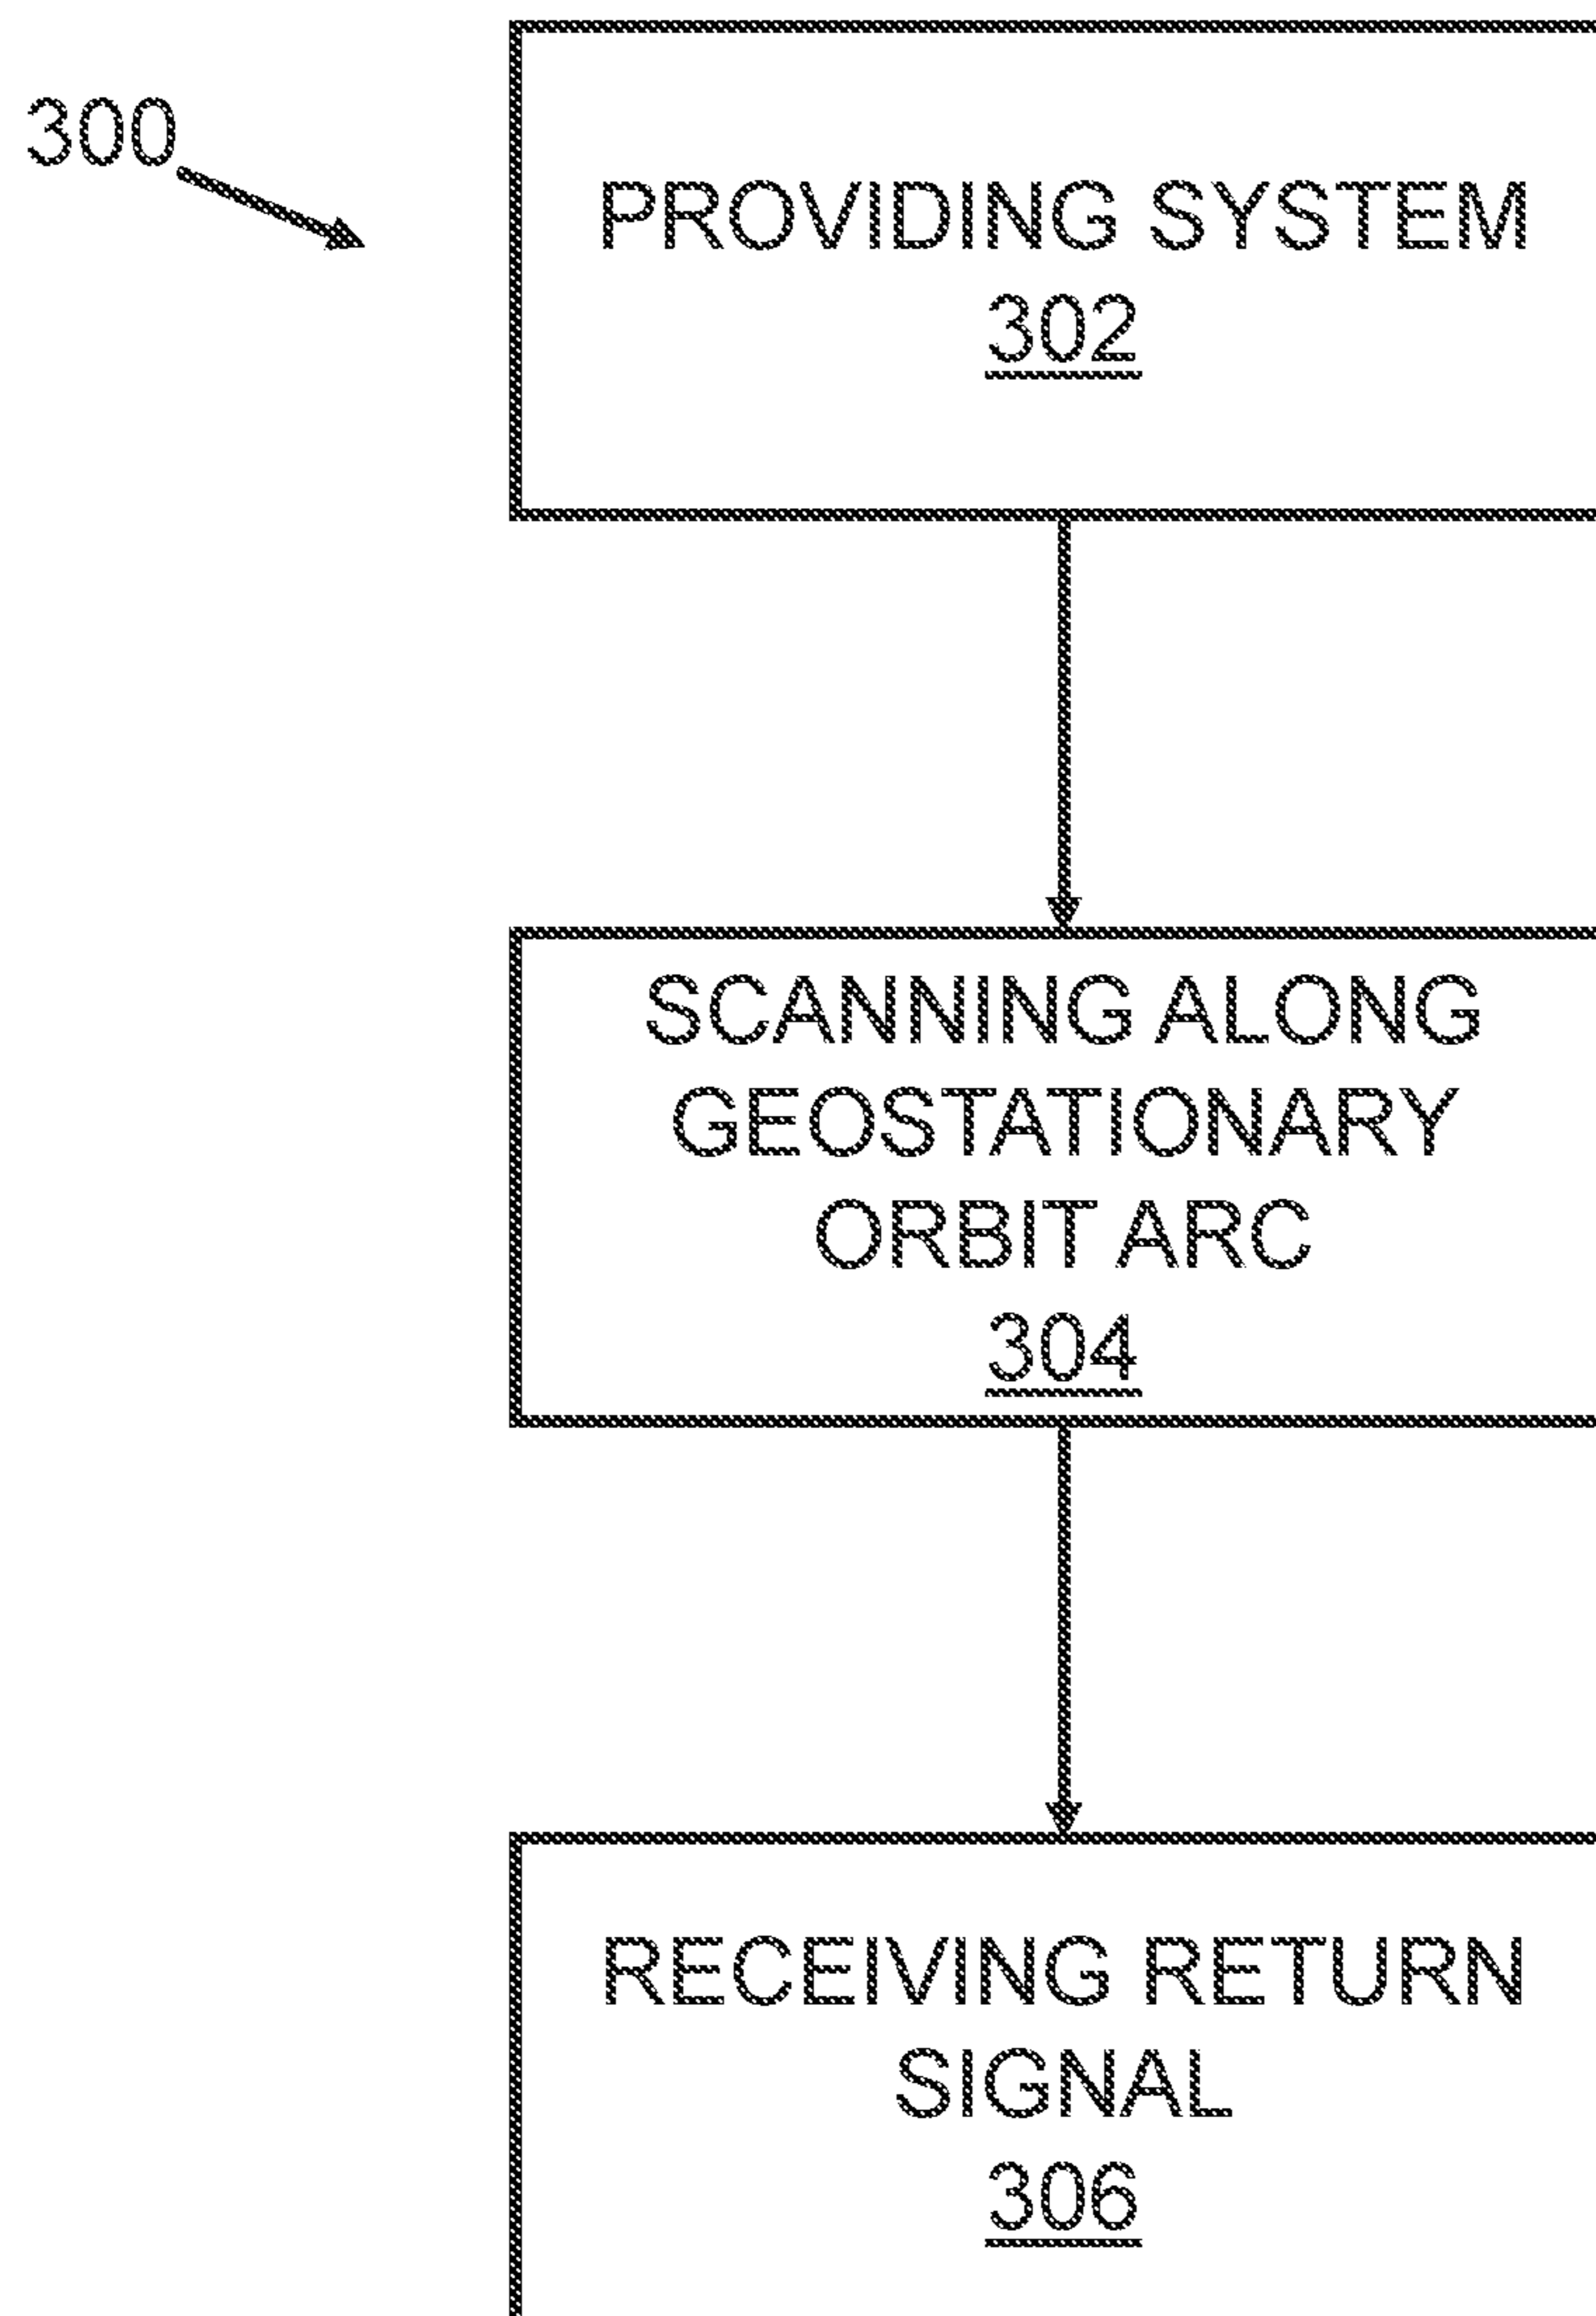 300
PROVIDING SYSTEM
302
SCANNING ALONG
GEOSTATIONARY
ORBIT ARC
304
RECEIVING RETURN
SIGNAL
306